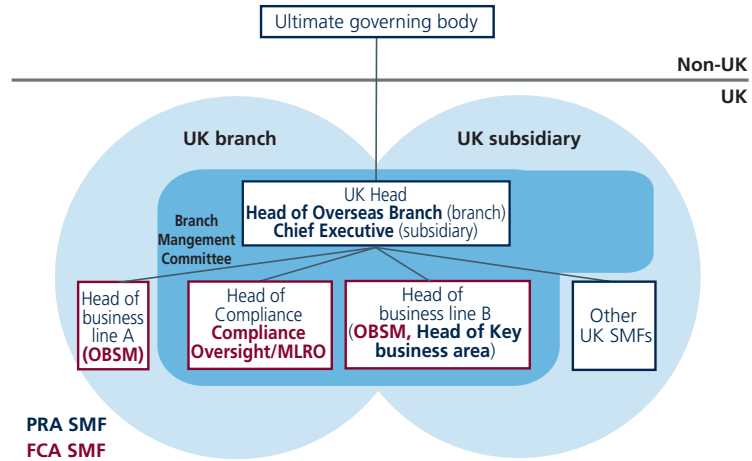 Ultimate governing body
Non-UK
UK
UK branch
UK subsidiary
UK Head
Head of Overseas Branch (branch)
Chief Executive (subsidiary)
Branch
Mangement
Committee
Head of
business
line A
(OBSM)
Head of
Compliance
Compliance
Oversight/MLRO
Head of
business line B
(OBSM, Head of Key
business area)
Other
UK SMFs
PRA SMF
FCA SMF